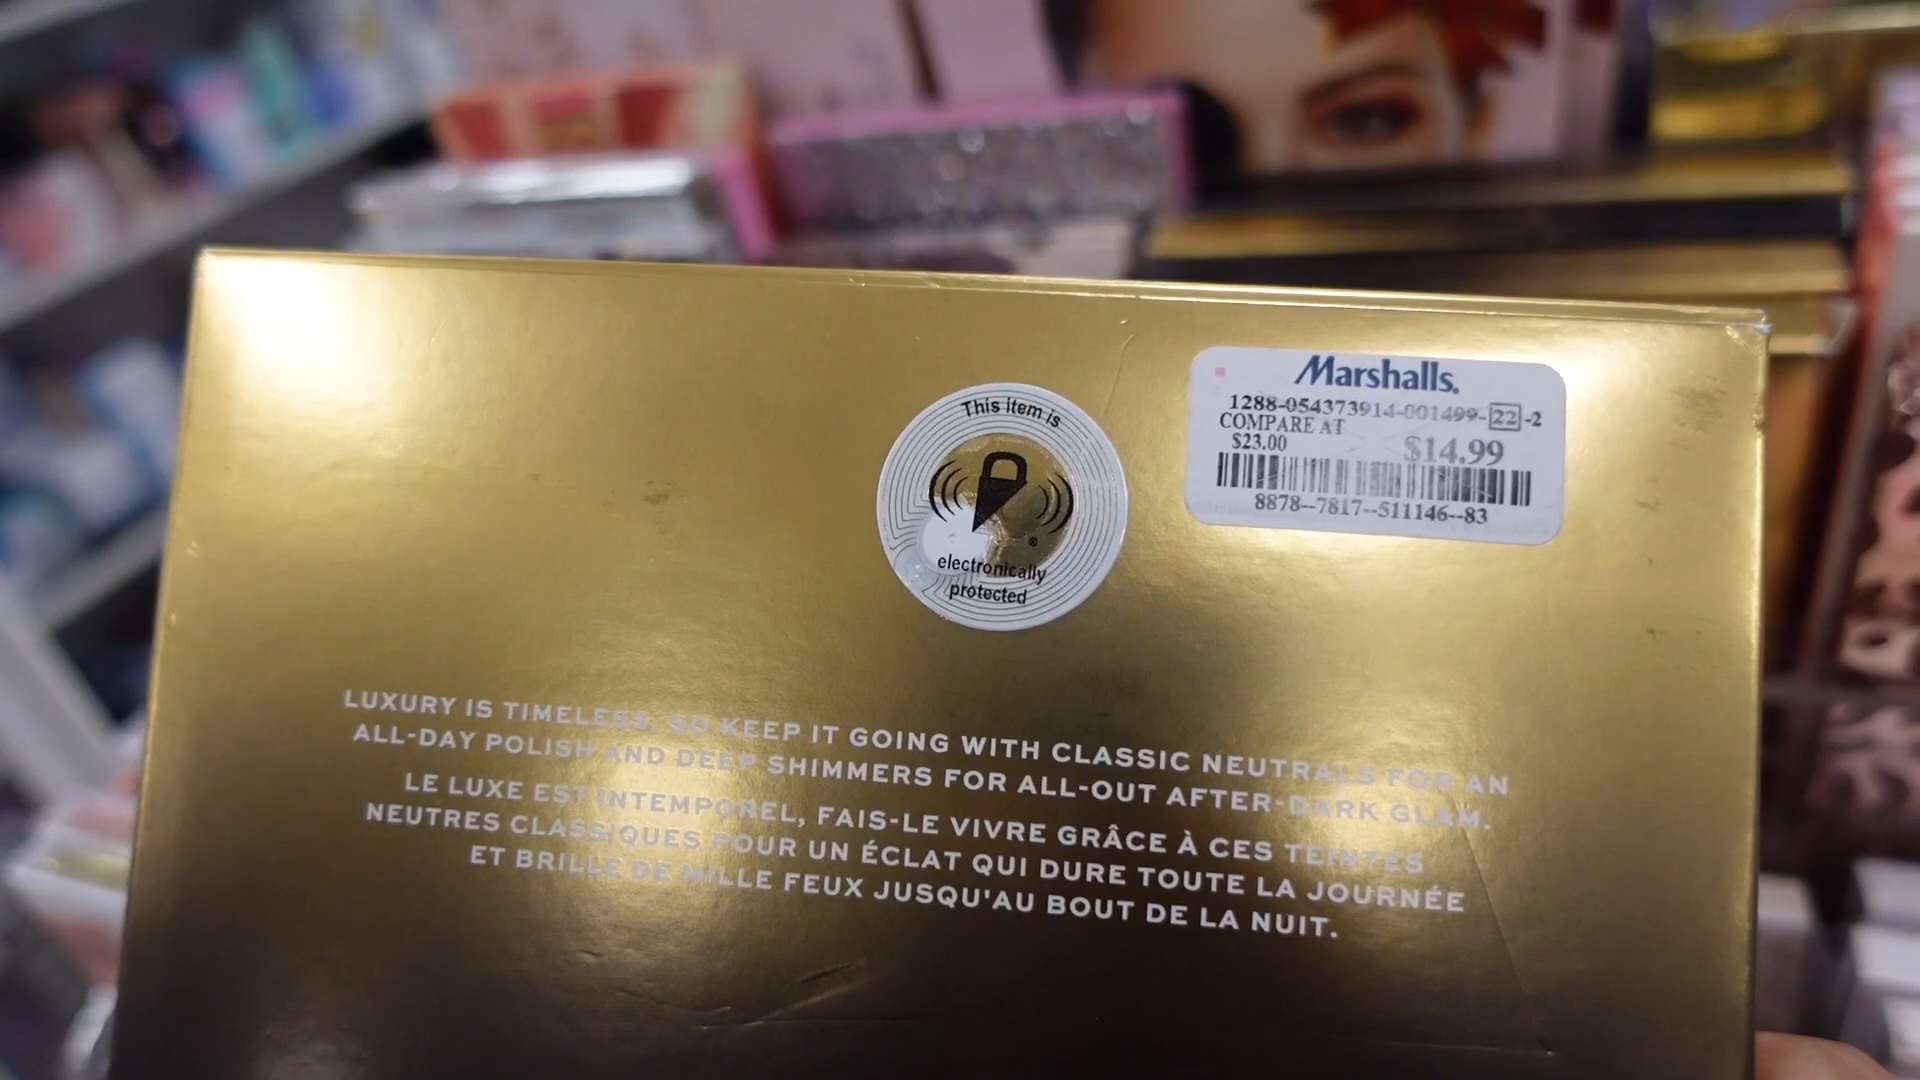 Marshalls.
1288-054373914-001499-22-2
COMPARE AT
$23.00 $14.99
8878--7817--511146--83
This item is
electronically
protected
LUXURY IS TIMELESS. SO KEEP IT GOING WITH CLASSIC NEUTRALS FOR AN
ALL-DAY POLISH AND DEEP SHIMMERS FOR ALL-OUT AFTER-DARK GLAM.
LE LUXE EST INTEMPOREL, FAIS-LE VIVRE GRÂCE À CES TEINTES
NEUTRES CLASSIQUES POUR UN ÉCLAT QUI DURE TOUTE LA JOURNÉE
ET BRILLE DE MILLE FEUX JUSQU'AU BOUT DE LA NUIT.